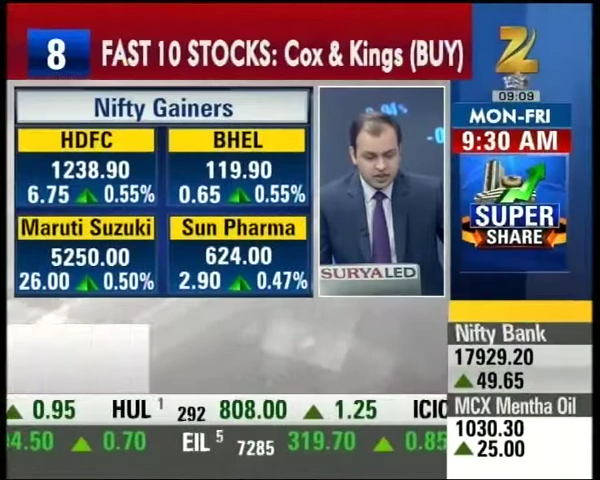 8
FAST 10 STOCKS: Cox & Kings (BUY)
09:09
MON-FRI
9:30 AM
SUPER
SHARE
Nifty Gainers
HDFC
1238.90
6.75 0.55%
BHEL
119.90
0.65 0.55%
Maruti Suzuki
5250.00
26.00 0.50%
Sun Pharma
624.00
2.90 0.47%
SURYA LED
Nifty Bank
17929.20
49.65
MCX Mentha Oil
1030.30
25.00
0.95 HUL 1 292 808.00 1.25 ICIC
4.50 0.70 EIL 5 7285 319.70 0.85